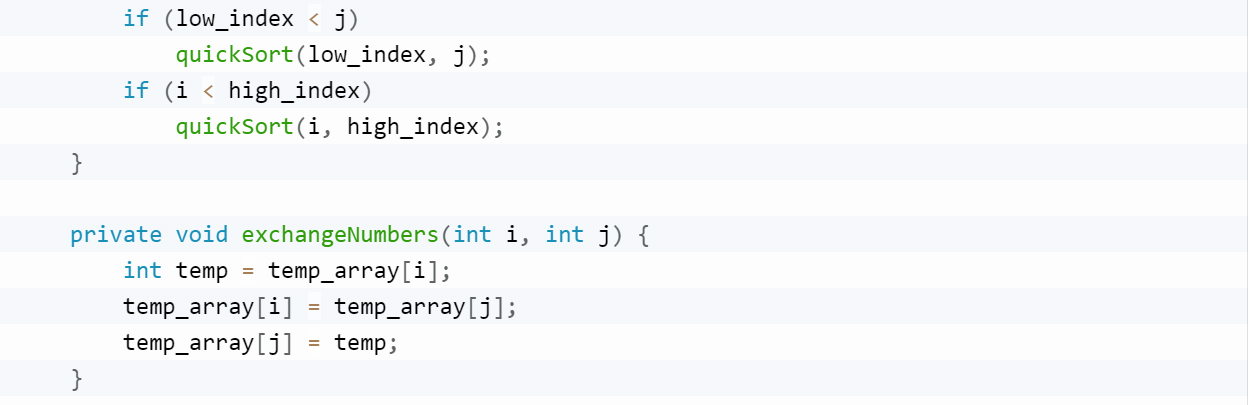 if (low_index < j)
quickSort(low_index, j);
if (i < high_index)
quickSort(i, high_index);
}
private void exchangeNumbers(int i, int j) {
int temp = temp_array[i];
temp_array[i] = temp_array[j];
temp_array[j] = temp;
}